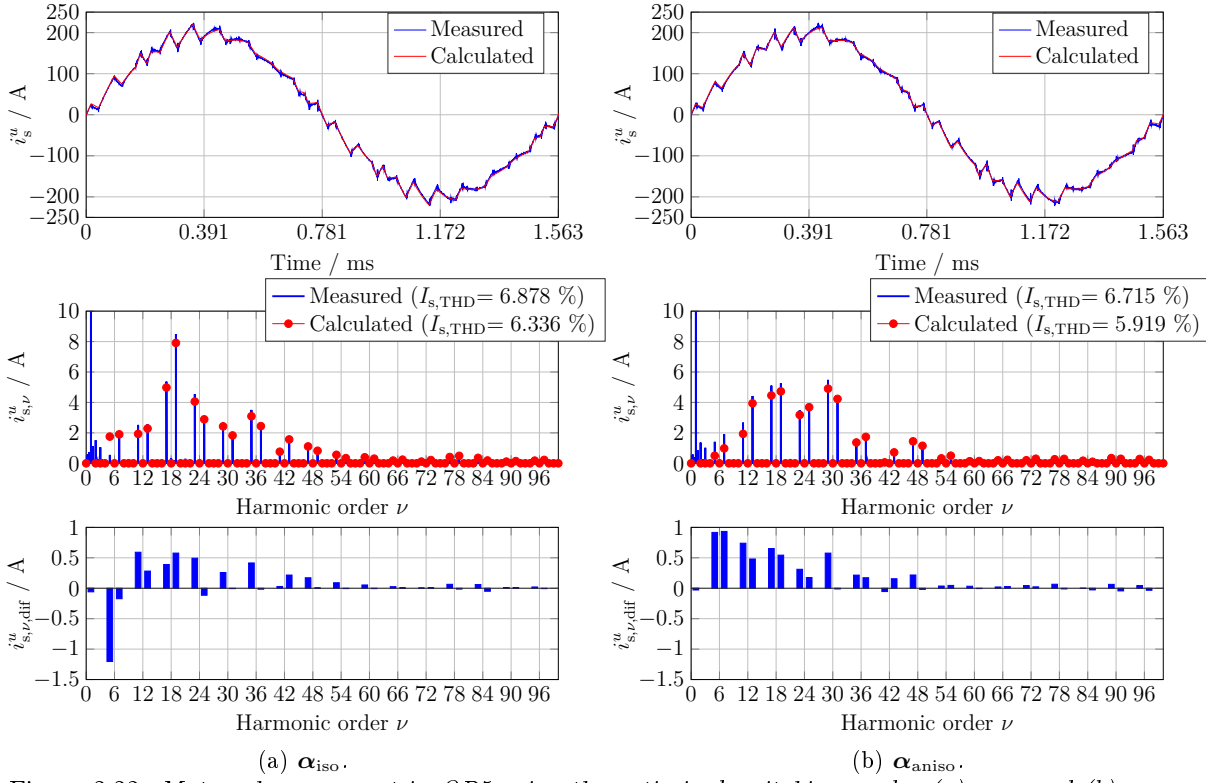 250
200
100
0
−100
−200
−250
i_s^u / A
Measured
Calculated
0 0.391 0.781 1.172 1.563
Time / ms
250
200
100
0
−100
−200
−250
i_s^u / A
Measured
Calculated
0 0.391 0.781 1.172 1.563
Time / ms
Measured (I_s,THD= 6.878 %)
Calculated (I_s,THD= 6.336 %)
10
8
6
4
2
0
i_s,ν^u / A
0 6 12 18 24 30 36 42 48 54 60 66 72 78 84 90 96
Harmonic order ν
Measured (I_s,THD= 6.715 %)
Calculated (I_s,THD= 5.919 %)
10
8
6
4
2
0
i_s,ν^u / A
0 6 12 18 24 30 36 42 48 54 60 66 72 78 84 90 96
Harmonic order ν
1
0.5
0
−0.5
−1
−1.5
i_s,ν,dif^u / A
0 6 12 18 24 30 36 42 48 54 60 66 72 78 84 90 96
Harmonic order ν
1
0.5
0
−0.5
−1
−1.5
i_s,ν,dif^u / A
0 6 12 18 24 30 36 42 48 54 60 66 72 78 84 90 96
Harmonic order ν
(a) α_iso.
(b) α_aniso.